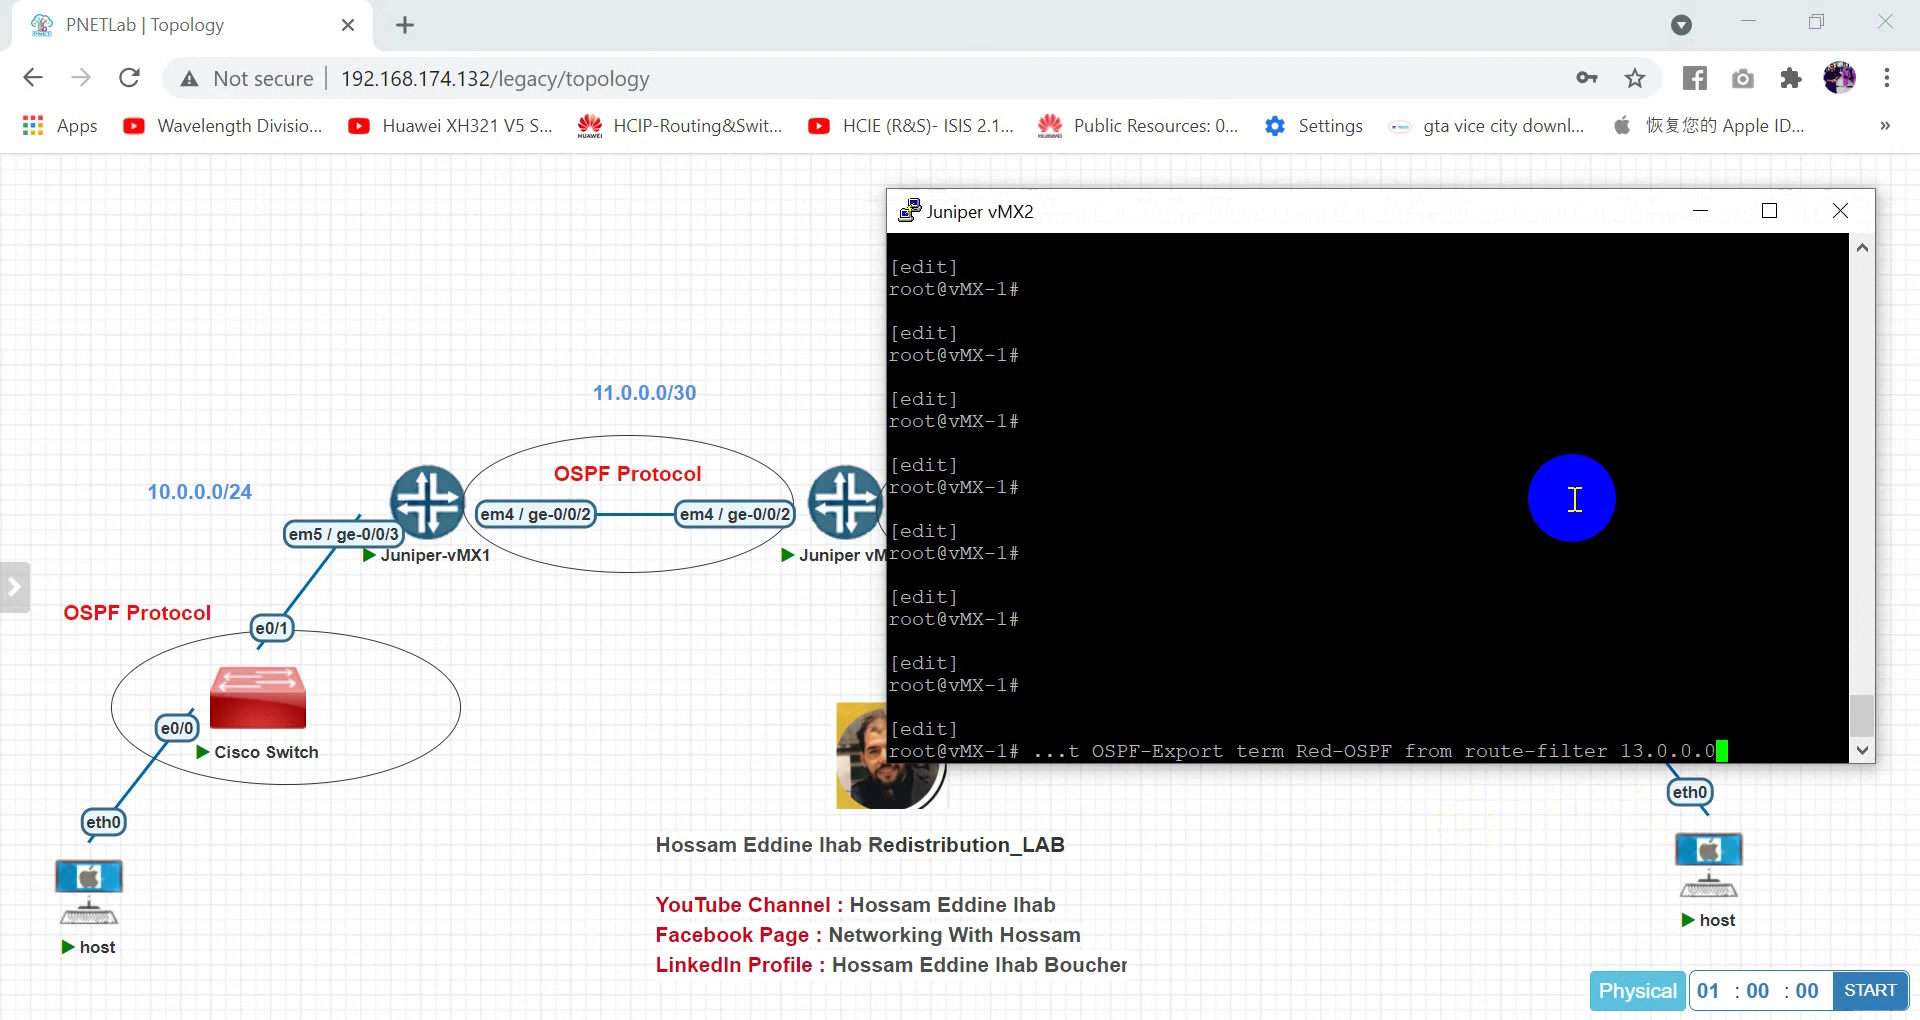 PNETLab | Topology
Not secure | 192.168.174.132/legacy/topology
Apps
Wavelength Divisio...
Huawei XH321 V5 S...
HCIP-Routing&Swit...
HCIE (R&S)- ISIS 2.1...
Public Resources: 0...
Settings
gta vice city downl...
恢复您的 Apple ID...
»
Juniper vMX2
[edit]
root@vMX-1#
[edit]
root@vMX-1#
[edit]
root@vMX-1#
[edit]
root@vMX-1#
[edit]
root@vMX-1#
[edit]
root@vMX-1#
[edit]
root@vMX-1#
[edit]
root@vMX-1# ...t OSPF-Export term Red-OSPF from route-filter 13.0.0.0
11.0.0.0/30
OSPF Protocol
10.0.0.0/24
em4 / ge-0/0/2
em4 / ge-0/0/2
em5 / ge-0/0/3
Juniper-vMX1
Juniper vM
OSPF Protocol
e0/1
e0/0
Cisco Switch
eth0
host
eth0
host
Hossam Eddine Ihab Redistribution_LAB
YouTube Channel : Hossam Eddine Ihab
Facebook Page : Networking With Hossam
LinkedIn Profile : Hossam Eddine Ihab Boucher
Physical
01 : 00 : 00
START